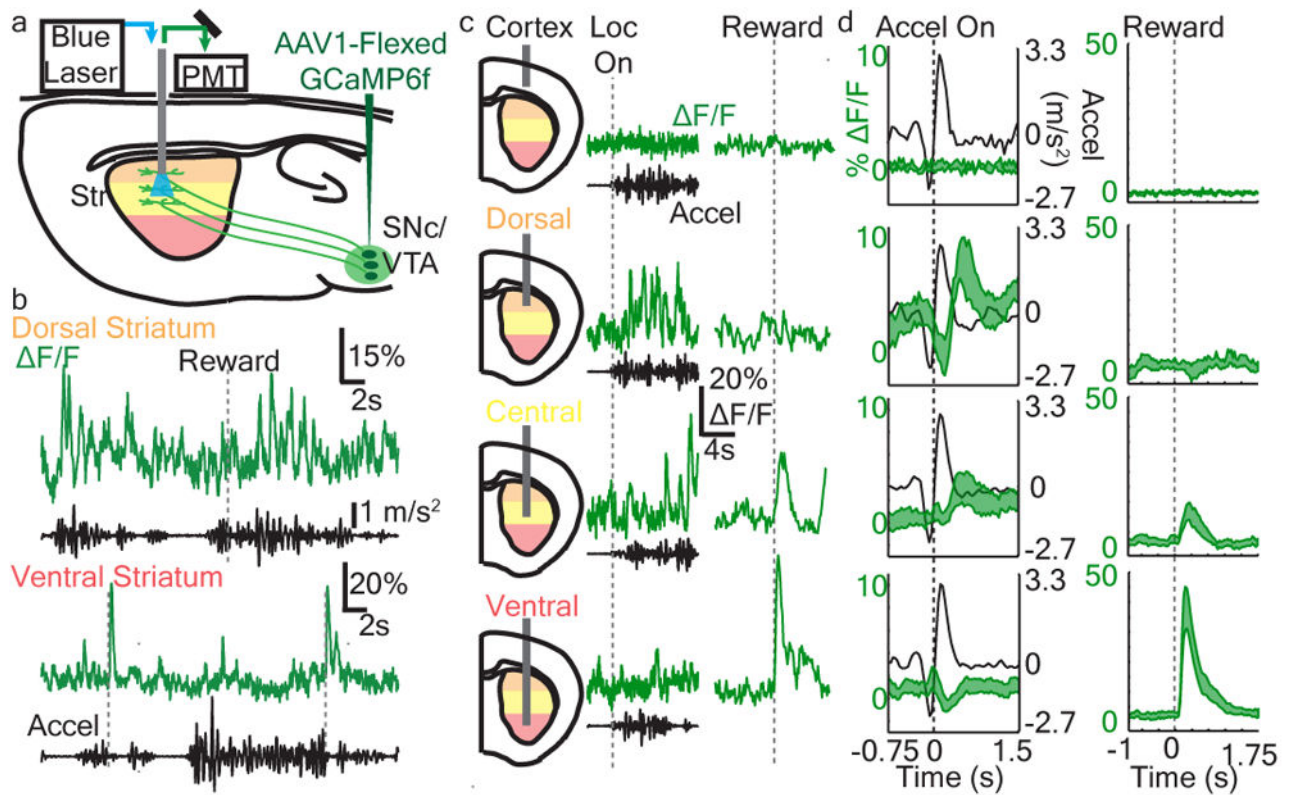 a
Blue
Laser
PMT
AAV1-Flexed
GCaMP6f
Str
SNc/
VTA
b
Dorsal Striatum
ΔF/F
Reward
15%
2s
1 m/s²
Ventral Striatum
20%
2s
Accel
c
Cortex
Loc
On
Reward
ΔF/F
Accel
Dorsal
20%
ΔF/F
4s
Central
Ventral
d
Accel On
Reward
% ΔF/F
Accel
(m/s²)
10
0
3.3
0
-2.7
50
0
10
0
3.3
0
-2.7
50
0
10
0
3.3
0
-2.7
50
0
10
0
3.3
0
-2.7
50
0
-0.75 0 1.5
Time (s)
-1 0 1.75
Time (s)